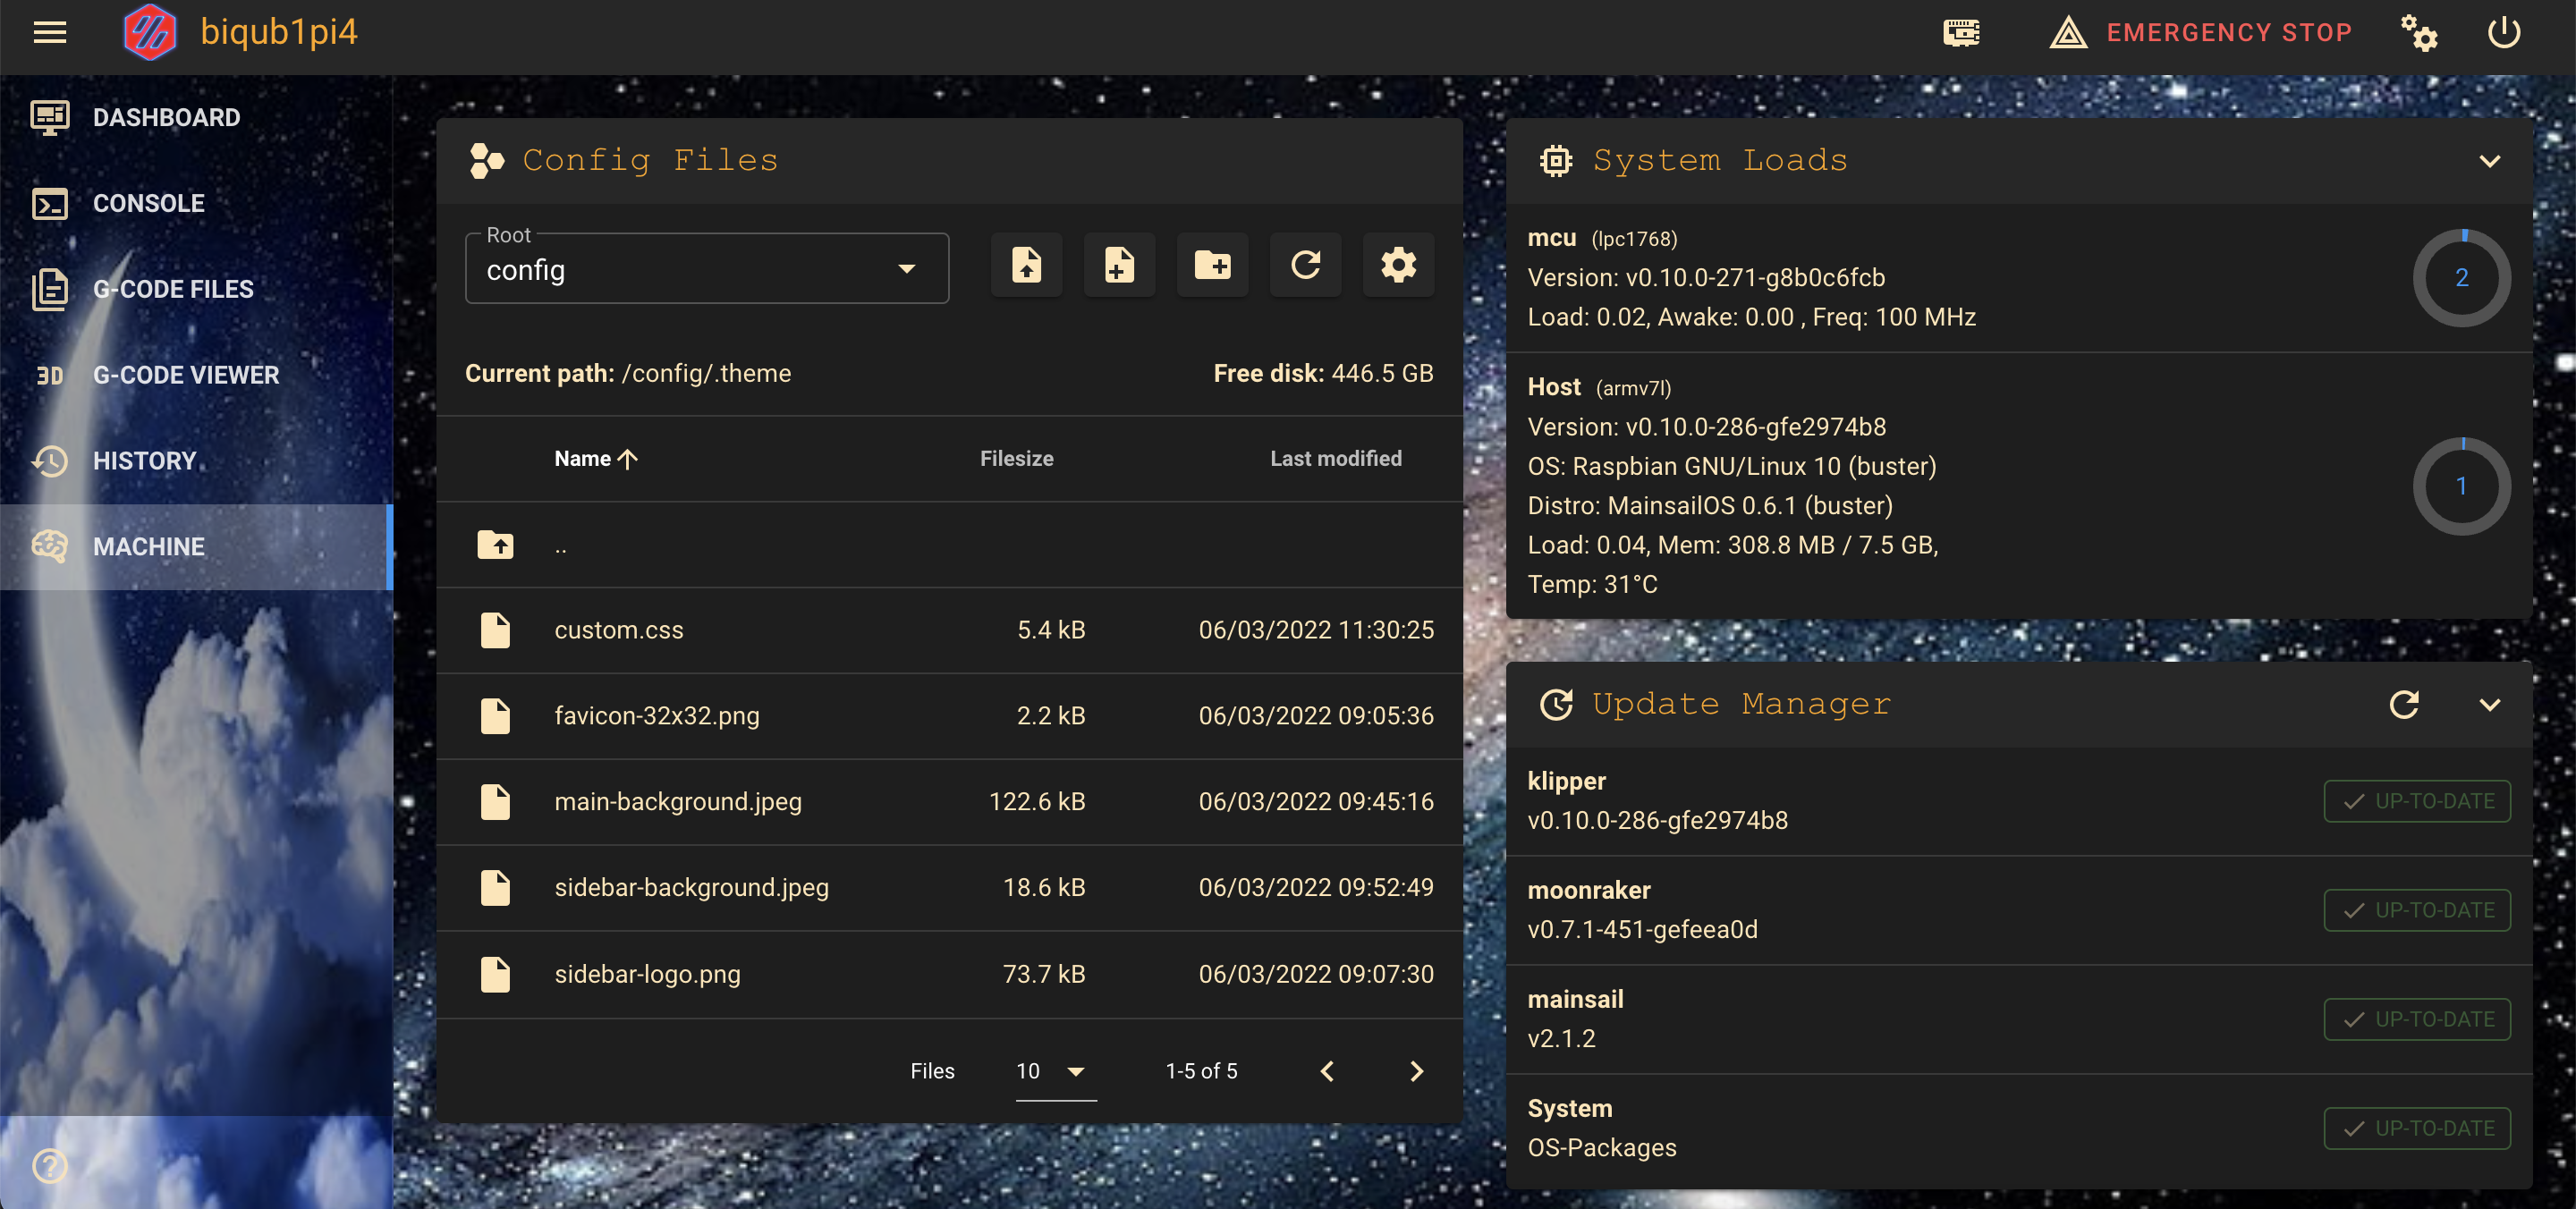 biqub1pi4
EMERGENCY STOP
DASHBOARD
CONSOLE
G-CODE FILES
3D G-CODE VIEWER
HISTORY
MACHINE
Config Files
Root
config
Current path: /config/.theme
Free disk: 446.5 GB
Name Filesize Last modified
..
custom.css 5.4 kB 06/03/2022 11:30:25
favicon-32x32.png 2.2 kB 06/03/2022 09:05:36
main-background.jpeg 122.6 kB 06/03/2022 09:45:16
sidebar-background.jpeg 18.6 kB 06/03/2022 09:52:49
sidebar-logo.png 73.7 kB 06/03/2022 09:07:30
Files 10 1-5 of 5
System Loads
mcu (lpc1768)
Version: v0.10.0-271-g8b0c6fcb
Load: 0.02, Awake: 0.00 , Freq: 100 MHz
2
Host (armv7l)
Version: v0.10.0-286-gfe2974b8
OS: Raspbian GNU/Linux 10 (buster)
Distro: MainsailOS 0.6.1 (buster)
Load: 0.04, Mem: 308.8 MB / 7.5 GB,
Temp: 31°C
1
Update Manager
klipper
v0.10.0-286-gfe2974b8
UP-TO-DATE
moonraker
v0.7.1-451-gefeea0d
UP-TO-DATE
mainsail
v2.1.2
UP-TO-DATE
System
OS-Packages
UP-TO-DATE